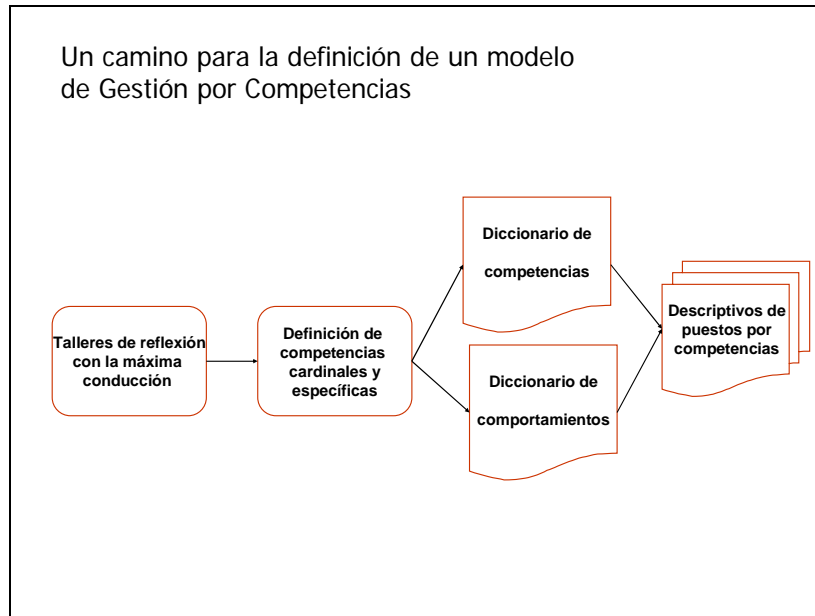 Un camino para la definición de un modelo
de Gestión por Competencias
Talleres de reflexión
con la máxima
conducción
Definición de
competencias
cardinales y
específicas
Diccionario de
competencias
Diccionario de
comportamientos
Descriptivos de
puestos por
competencias